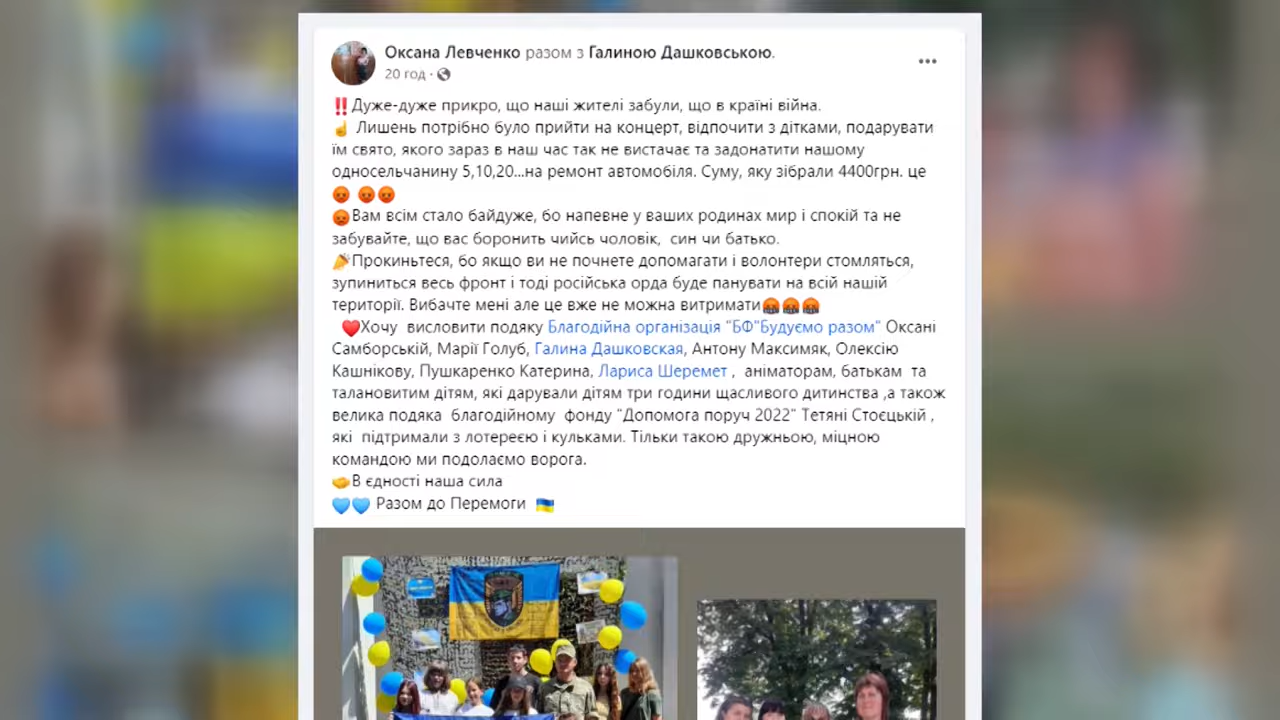 Оксана Левченко разом з Галиною Дашковською.
20 год ·
‼️Дуже-дуже прикро, що наші жителі забули, що в країні війна.
☝️ Лишень потрібно було прийти на концерт, відпочити з дітками, подарувати
їм свято, якого зараз в наш час так не вистачає та задонатити нашому
односельчанину 5,10,20...на ремонт автомобіля. Суму, яку зібрали 4400грн. це
😡 😡😡
😡Вам всім стало байдуже, бо напевне у ваших родинах мир і спокій та не
забувайте, що вас боронить чийсь чоловік, син чи батько.
🎉Прокиньтеся, бо якщо ви не почнете допомагати і волонтери стомляться,
зупиниться весь фронт і тоді російська орда буде панувати на всій нашій
території. Вибачте мені але це вже не можна витримати🤬🤬🤬
❤️Хочу висловити подяку Благодійна організація "БФ"Будуємо разом" Оксані
Самборській, Марії Голуб, Галина Дашковская, Антону Максимяк, Олексію
Кашнікову, Пушкаренко Катерина, Лариса Шеремет , аніматорам, батькам та
талановитим дітям, які дарували дітям три години щасливого дитинства ,а також
велика подяка благодійному фонду "Допомога поруч 2022" Тетяні Стоєцькій ,
які підтримали з лотереєю і кульками. Тільки такою дружньою, міцною
командою ми подолаємо ворога.
🤝В єдності наша сила
💙💙 Разом до Перемоги 🇺🇦